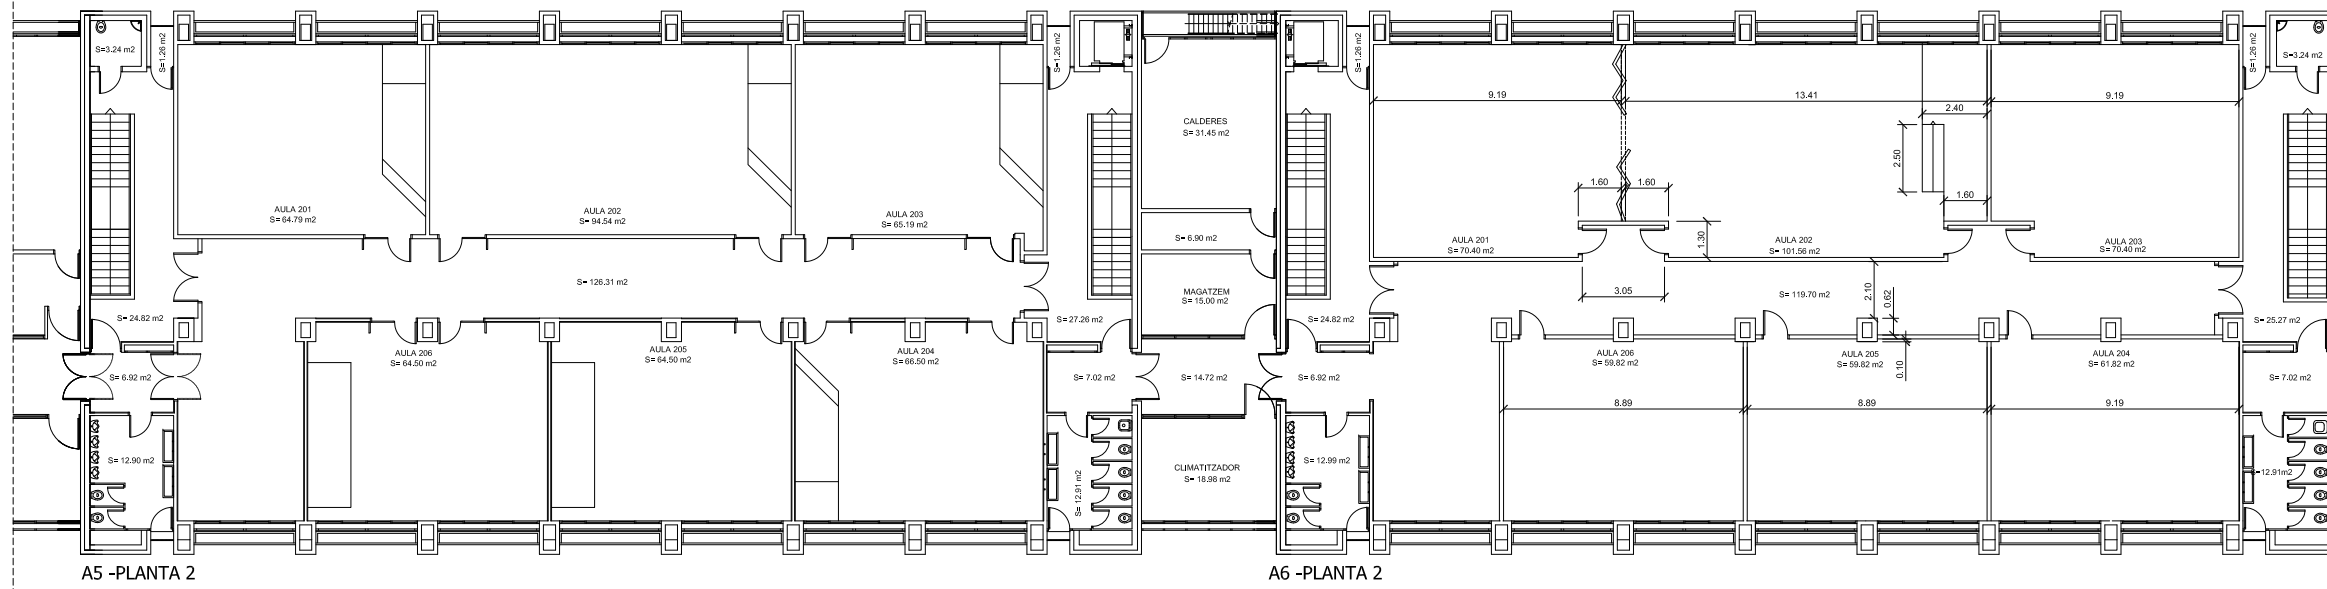 S=3.24 m2
S=1.26 m2
AULA 201
S= 64.79 m2
AULA 202
S= 94.54 m2
AULA 203
S= 65.19 m2
S=1.26 m2
S= 126.31 m2
S= 24.82 m2
S= 6.92 m2
S= 12.90 m2
AULA 206
S= 64.50 m2
AULA 205
S= 64.50 m2
AULA 204
S= 66.50 m2
S= 27.26 m2
S= 7.02 m2
S= 12.91 m2
CALDERES
S= 31.45 m2
S= 6.90 m2
MAGATZEM
S= 15.00 m2
S= 14.72 m2
CLIMATITZADOR
S= 18.98 m2
S=1.26 m2
S= 24.82 m2
S= 6.92 m2
S= 12.99 m2
9.19
13.41
9.19
2.40
2.50
1.60
1.60
1.60
1.30
AULA 201
S= 70.40 m2
AULA 202
S= 101.56 m2
AULA 203
S= 70.40 m2
3.05
2.10
0.62
S= 119.70 m2
AULA 206
S= 59.82 m2
AULA 205
S= 59.82 m2
0.10
AULA 204
S= 61.82 m2
8.89
8.89
9.19
S=1.26 m2
S=3.24 m2
S= 25.27 m2
S= 7.02 m2
S=12.91m2
A5 -PLANTA 2
A6 -PLANTA 2